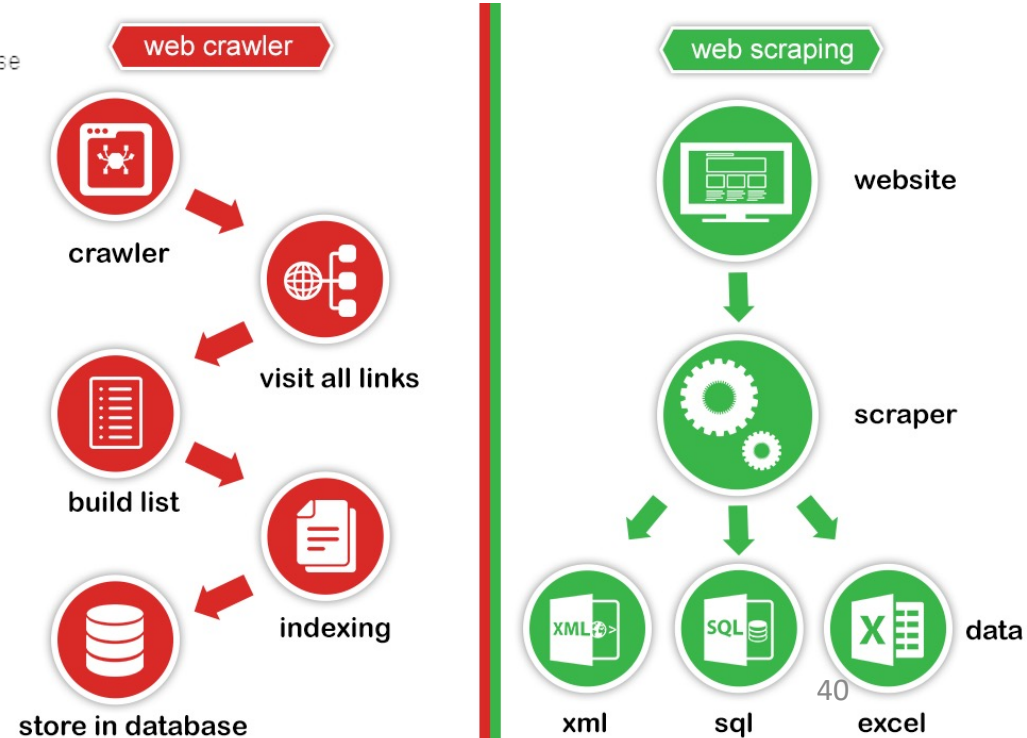 se
web crawler
crawler
visit all links
build list
indexing
store in database
web scraping
website
scraper
XML
SQL
X
data
40
xml
sql
excel